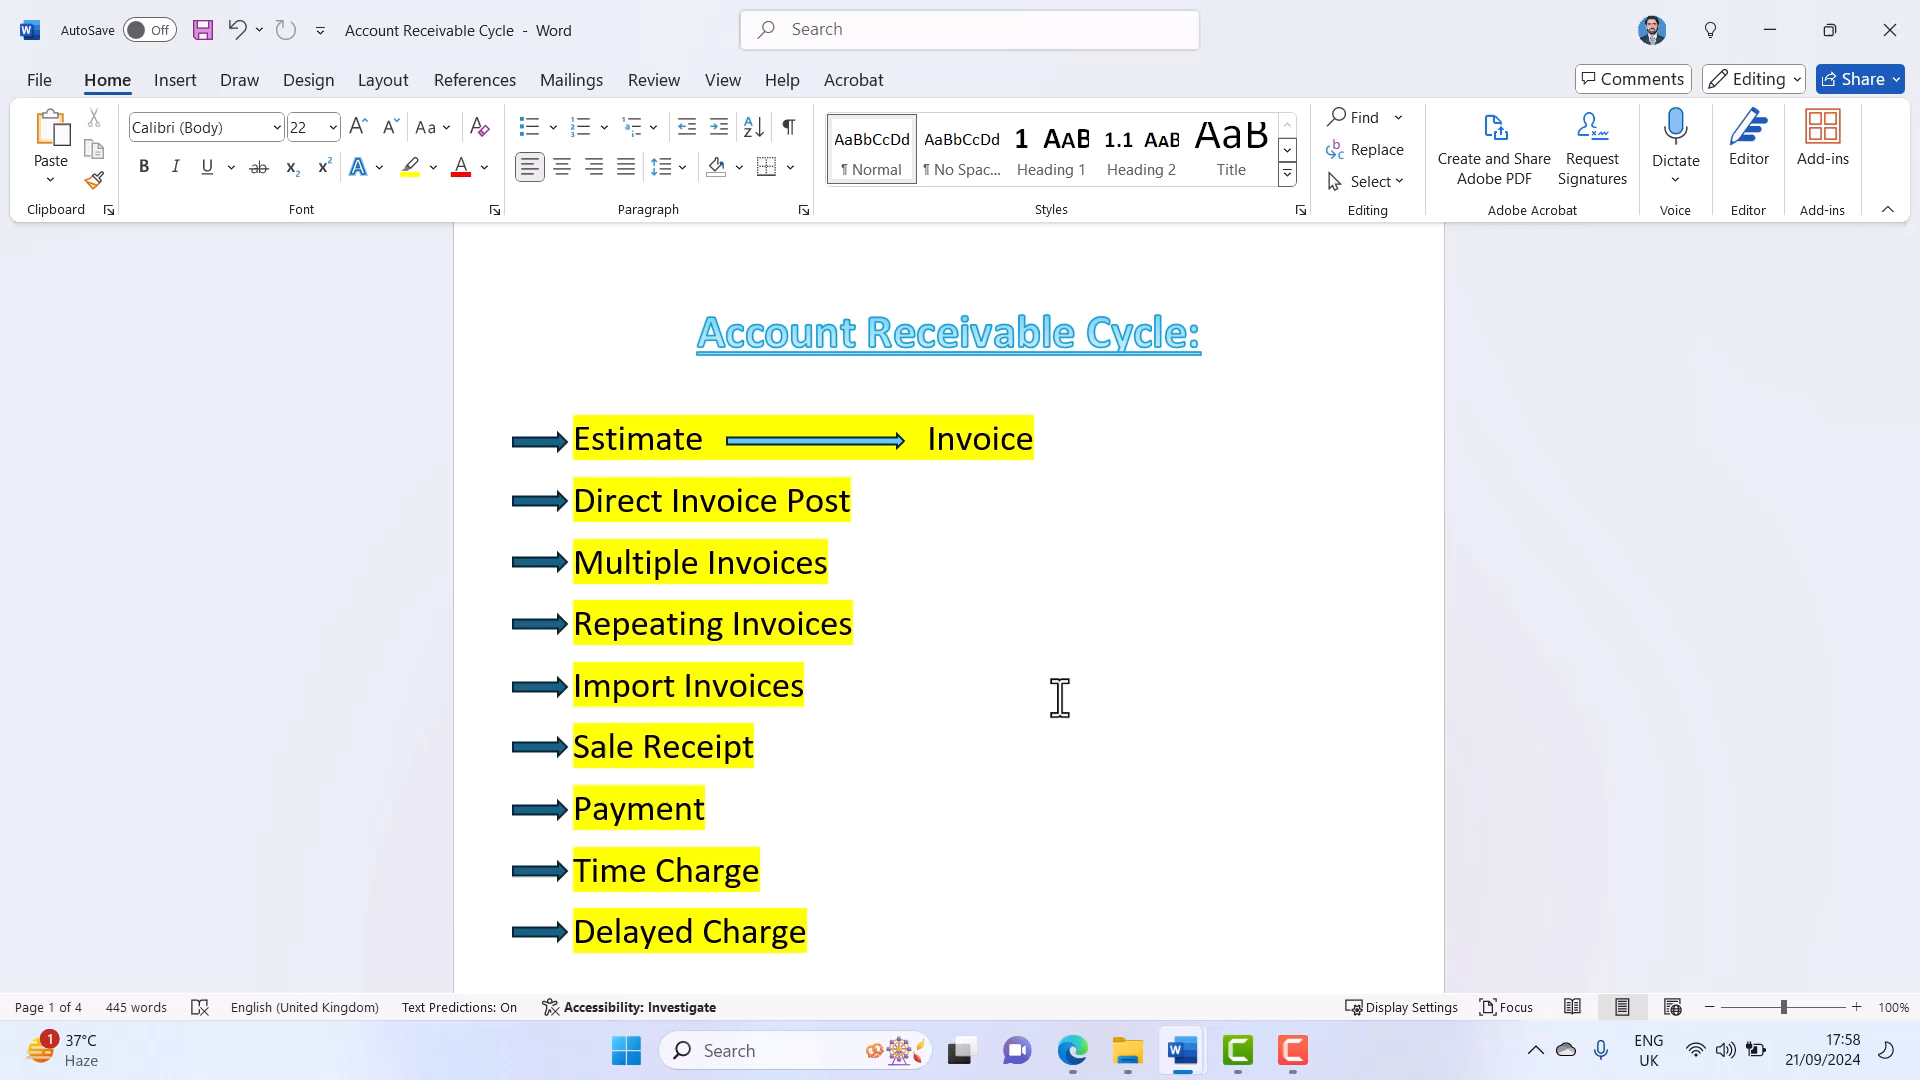 AutoSave Off Account Receivable Cycle - Word Search
File Home Insert Draw Design Layout References Mailings Review View Help Acrobat Comments Editing Share
Paste
Clipboard
Calibri (Body) 22
Font
Paragraph
AaBbCcDd AaBbCcDd 1 AaB 1.1 AaB AaB
¶ Normal ¶ No Spac... Heading 1 Heading 2 Title
Styles
Find
Replace
Select
Editing
Create and Share
Adobe PDF
Request
Signatures
Adobe Acrobat
Dictate
Voice
Editor
Editor
Add-ins
Add-ins
Account Receivable Cycle:
Estimate Invoice
Direct Invoice Post
Multiple Invoices
Repeating Invoices
Import Invoices
Sale Receipt
Payment
Time Charge
Delayed Charge
Page 1 of 4 445 words English (United Kingdom) Text Predictions: On Accessibility: Investigate Display Settings Focus 100%
1
37°C
Haze
Search
ENG
UK
17:58
21/09/2024